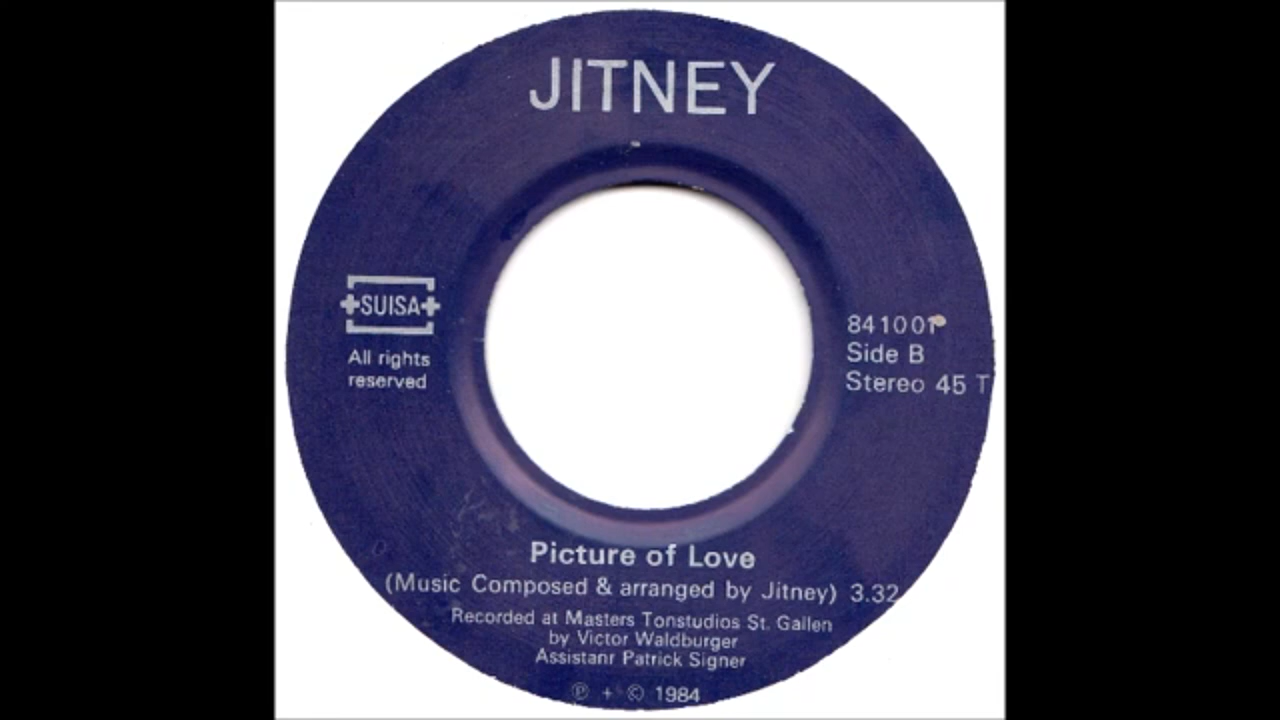 JITNEY
+SUISA+
All rights
reserved
841001
Side B
Stereo 45 T
Picture of Love
(Music Composed & arranged by Jitney) 3.32
Recorded at Masters Tonstudios St. Gallen
by Victor Waldburger
Assistanr Patrick Signer
℗ + © 1984